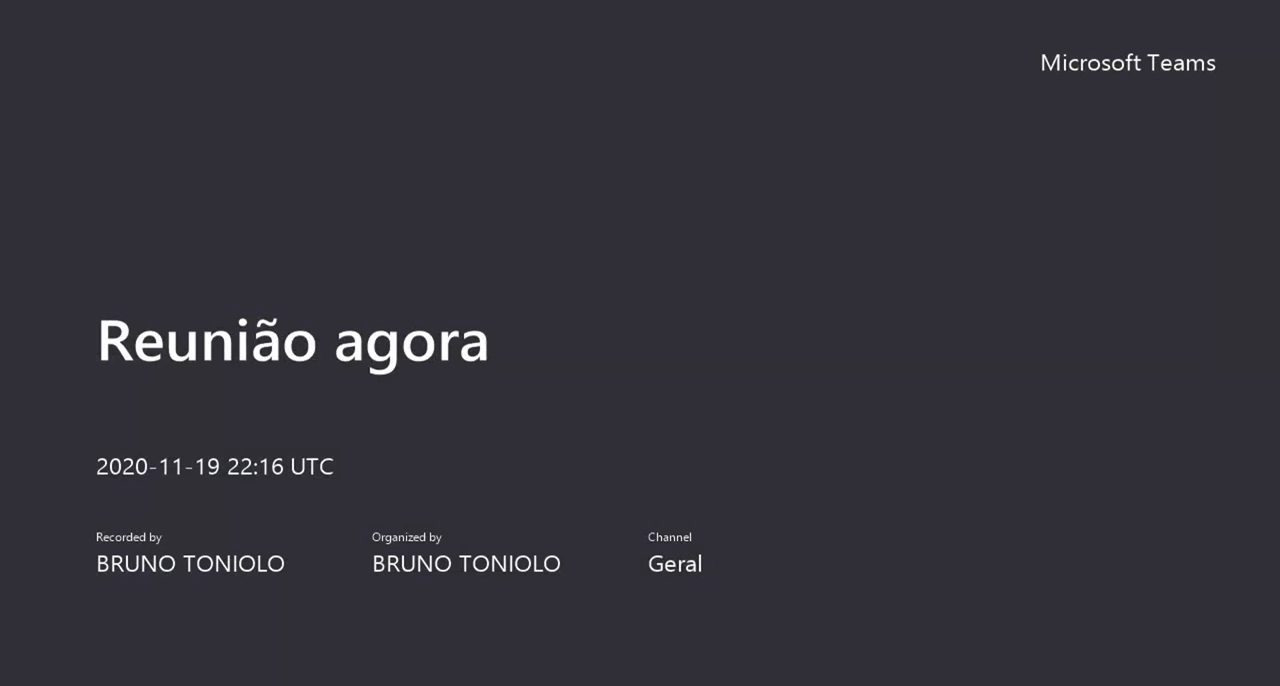 Microsoft Teams
Reunião agora
2020-11-19 22:16 UTC
Recorded by
BRUNO TONIOLO
Organized by
BRUNO TONIOLO
Channel
Geral